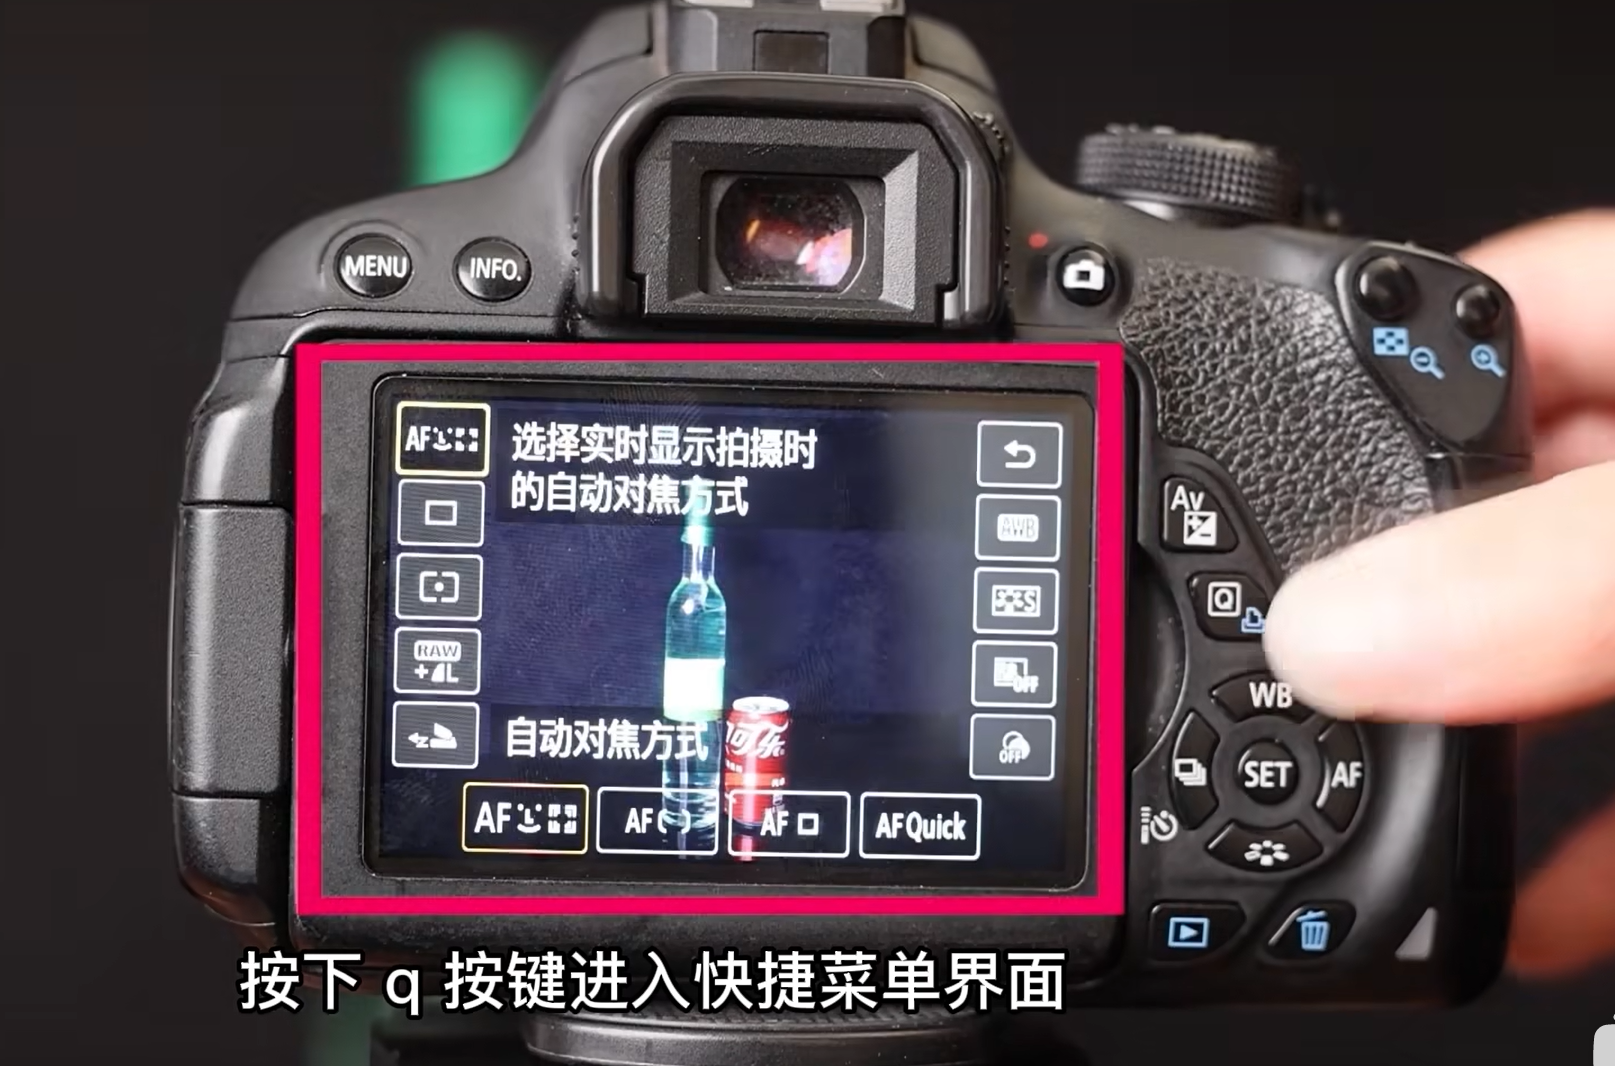 MENU
INFO.
AF
选择实时显示拍摄时
的自动对焦方式
AWB
S
RAW
+L
OFF
z
OFF
自动对焦方式
可乐
AF
AF( )
AF
AF Quick
Av
Q
WB
SET
AF
按下 q 按键进入快捷菜单界面